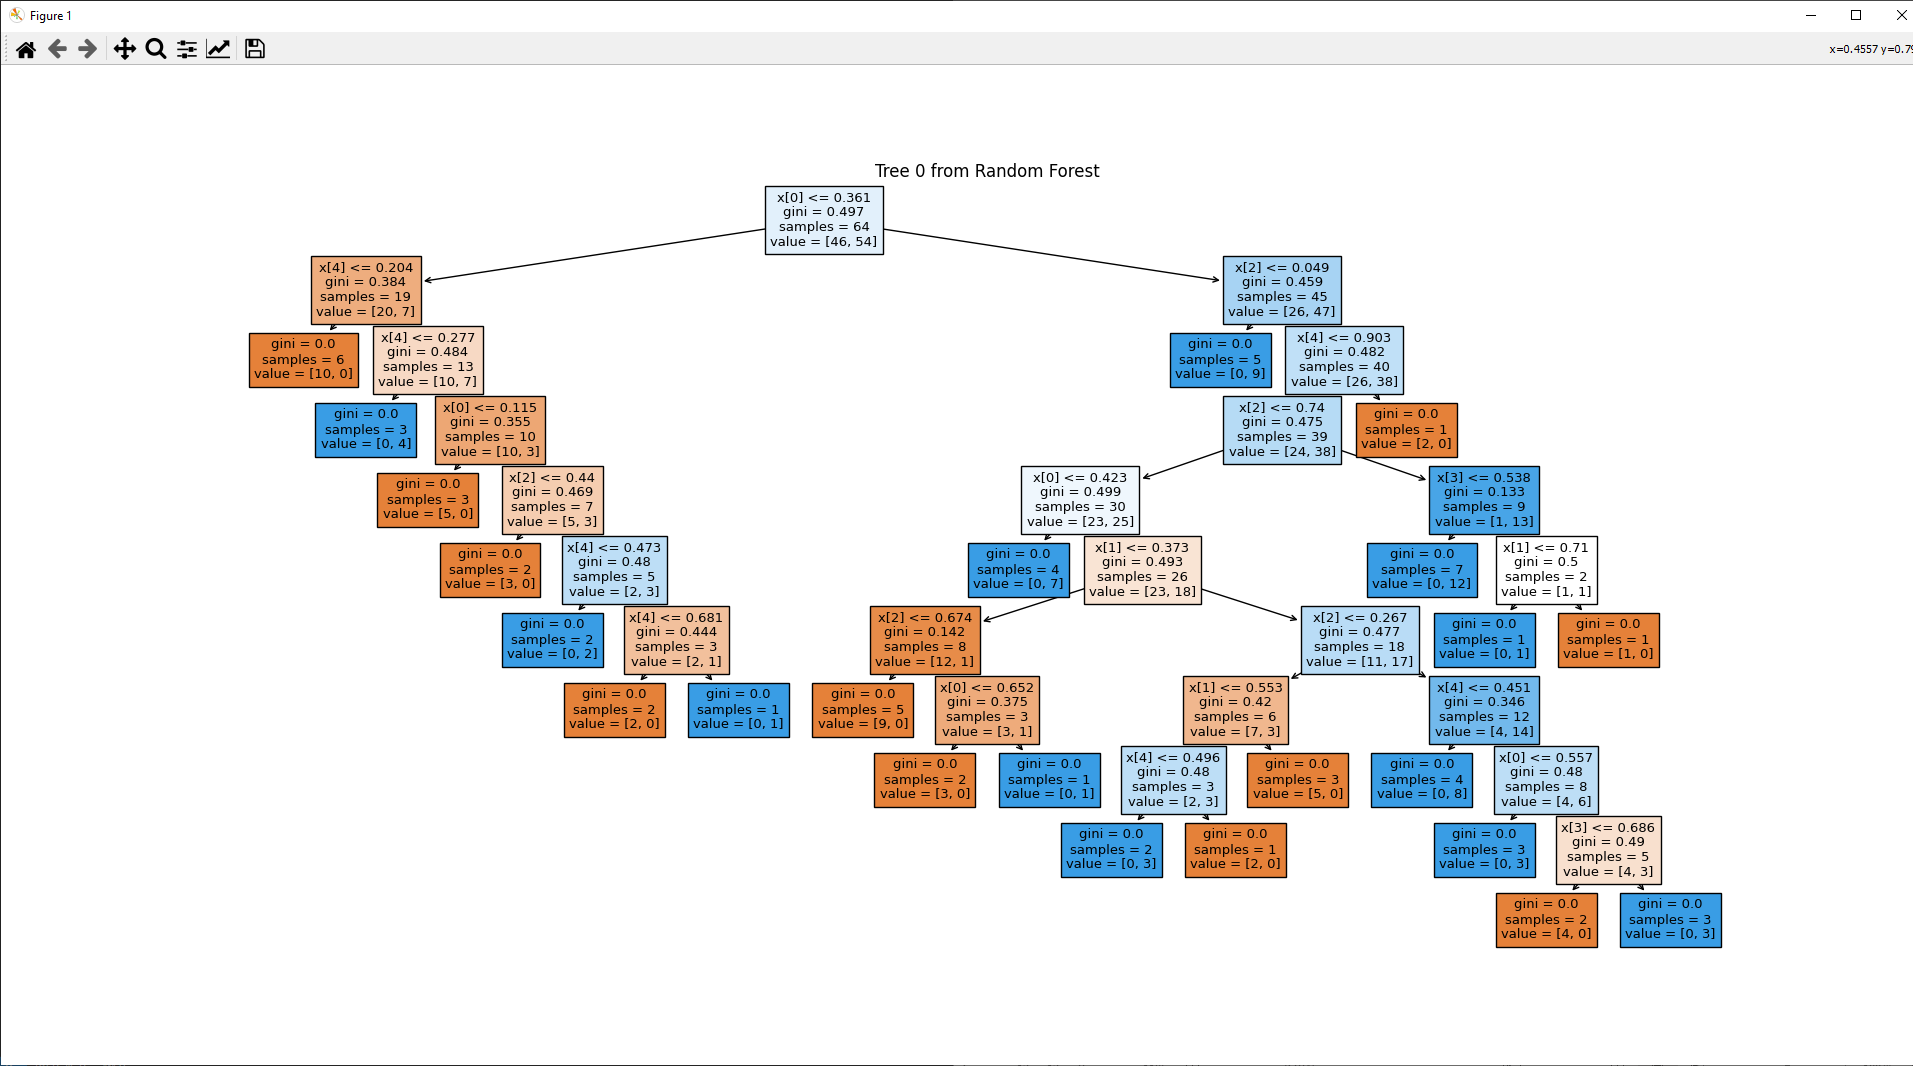 Figure 1
x=0.4557 y=0.79
Tree 0 from Random Forest
x[0] <= 0.361
gini = 0.497
samples = 64
value = [46, 54]
x[4] <= 0.204
gini = 0.384
samples = 19
value = [20, 7]
x[2] <= 0.049
gini = 0.459
samples = 45
value = [26, 47]
gini = 0.0
samples = 6
value = [10, 0]
x[4] <= 0.277
gini = 0.484
samples = 13
value = [10, 7]
gini = 0.0
samples = 5
value = [0, 9]
x[4] <= 0.903
gini = 0.482
samples = 40
value = [26, 38]
gini = 0.0
samples = 3
value = [0, 4]
x[0] <= 0.115
gini = 0.355
samples = 10
value = [10, 3]
x[2] <= 0.74
gini = 0.475
samples = 39
value = [24, 38]
gini = 0.0
samples = 1
value = [2, 0]
gini = 0.0
samples = 3
value = [5, 0]
x[2] <= 0.44
gini = 0.469
samples = 7
value = [5, 3]
x[0] <= 0.423
gini = 0.499
samples = 30
value = [23, 25]
x[3] <= 0.538
gini = 0.133
samples = 9
value = [1, 13]
gini = 0.0
samples = 2
value = [3, 0]
x[4] <= 0.473
gini = 0.48
samples = 5
value = [2, 3]
gini = 0.0
samples = 4
value = [0, 7]
x[1] <= 0.373
gini = 0.493
samples = 26
value = [23, 18]
gini = 0.0
samples = 7
value = [0, 12]
x[1] <= 0.71
gini = 0.5
samples = 2
value = [1, 1]
gini = 0.0
samples = 2
value = [0, 2]
x[4] <= 0.681
gini = 0.444
samples = 3
value = [2, 1]
x[2] <= 0.674
gini = 0.142
samples = 8
value = [12, 1]
x[2] <= 0.267
gini = 0.477
samples = 18
value = [11, 17]
gini = 0.0
samples = 1
value = [0, 1]
gini = 0.0
samples = 1
value = [1, 0]
gini = 0.0
samples = 2
value = [2, 0]
gini = 0.0
samples = 1
value = [0, 1]
gini = 0.0
samples = 5
value = [9, 0]
x[0] <= 0.652
gini = 0.375
samples = 3
value = [3, 1]
x[1] <= 0.553
gini = 0.42
samples = 6
value = [7, 3]
x[4] <= 0.451
gini = 0.346
samples = 12
value = [4, 14]
gini = 0.0
samples = 2
value = [3, 0]
gini = 0.0
samples = 1
value = [0, 1]
x[4] <= 0.496
gini = 0.48
samples = 3
value = [2, 3]
gini = 0.0
samples = 3
value = [5, 0]
gini = 0.0
samples = 4
value = [0, 8]
x[0] <= 0.557
gini = 0.48
samples = 8
value = [4, 6]
gini = 0.0
samples = 2
value = [0, 3]
gini = 0.0
samples = 1
value = [2, 0]
gini = 0.0
samples = 3
value = [0, 3]
x[3] <= 0.686
gini = 0.49
samples = 5
value = [4, 3]
gini = 0.0
samples = 2
value = [4, 0]
gini = 0.0
samples = 3
value = [0, 3]